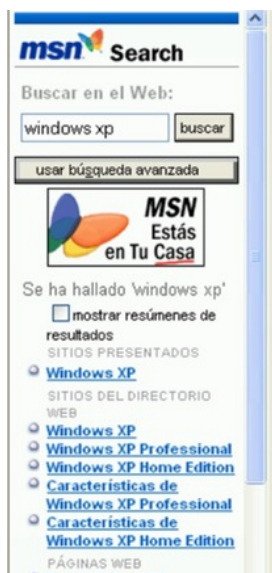 msn Search
Buscar en el Web:
windows xp buscar
usar búsqueda avanzada
MSN
Estás
en Tu Casa
Se ha hallado 'windows xp'
mostrar resúmenes de
resultados
SITIOS PRESENTADOS
Windows XP
SITIOS DEL DIRECTORIO
WEB
Windows XP
Windows XP Professional
Windows XP Home Edition
Características de
Windows XP Professional
Características de
Windows XP Home Edition
PÁGINAS WEB